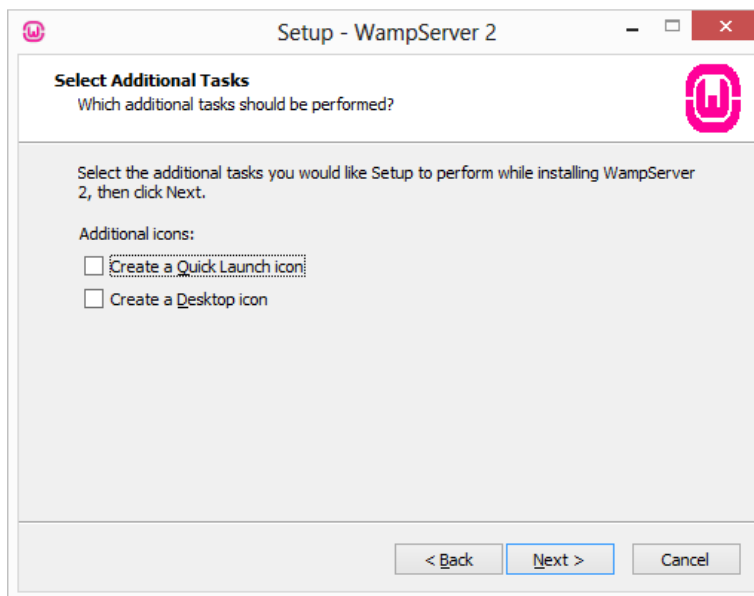 Setup - WampServer 2
Select Additional Tasks
Which additional tasks should be performed?
Select the additional tasks you would like Setup to perform while installing WampServer
2, then click Next.
Additional icons:
Create a Quick Launch icon
Create a Desktop icon
< Back Next > Cancel